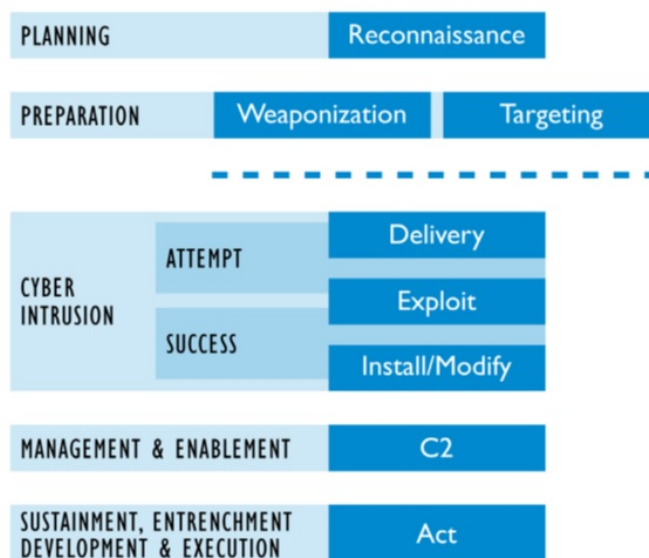 PLANNING
Reconnaissance
PREPARATION
Weaponization
Targeting
CYBER
INTRUSION
ATTEMPT
SUCCESS
Delivery
Exploit
Install/Modify
MANAGEMENT & ENABLEMENT
C2
SUSTAINMENT, ENTRENCHMENT
DEVELOPMENT & EXECUTION
Act